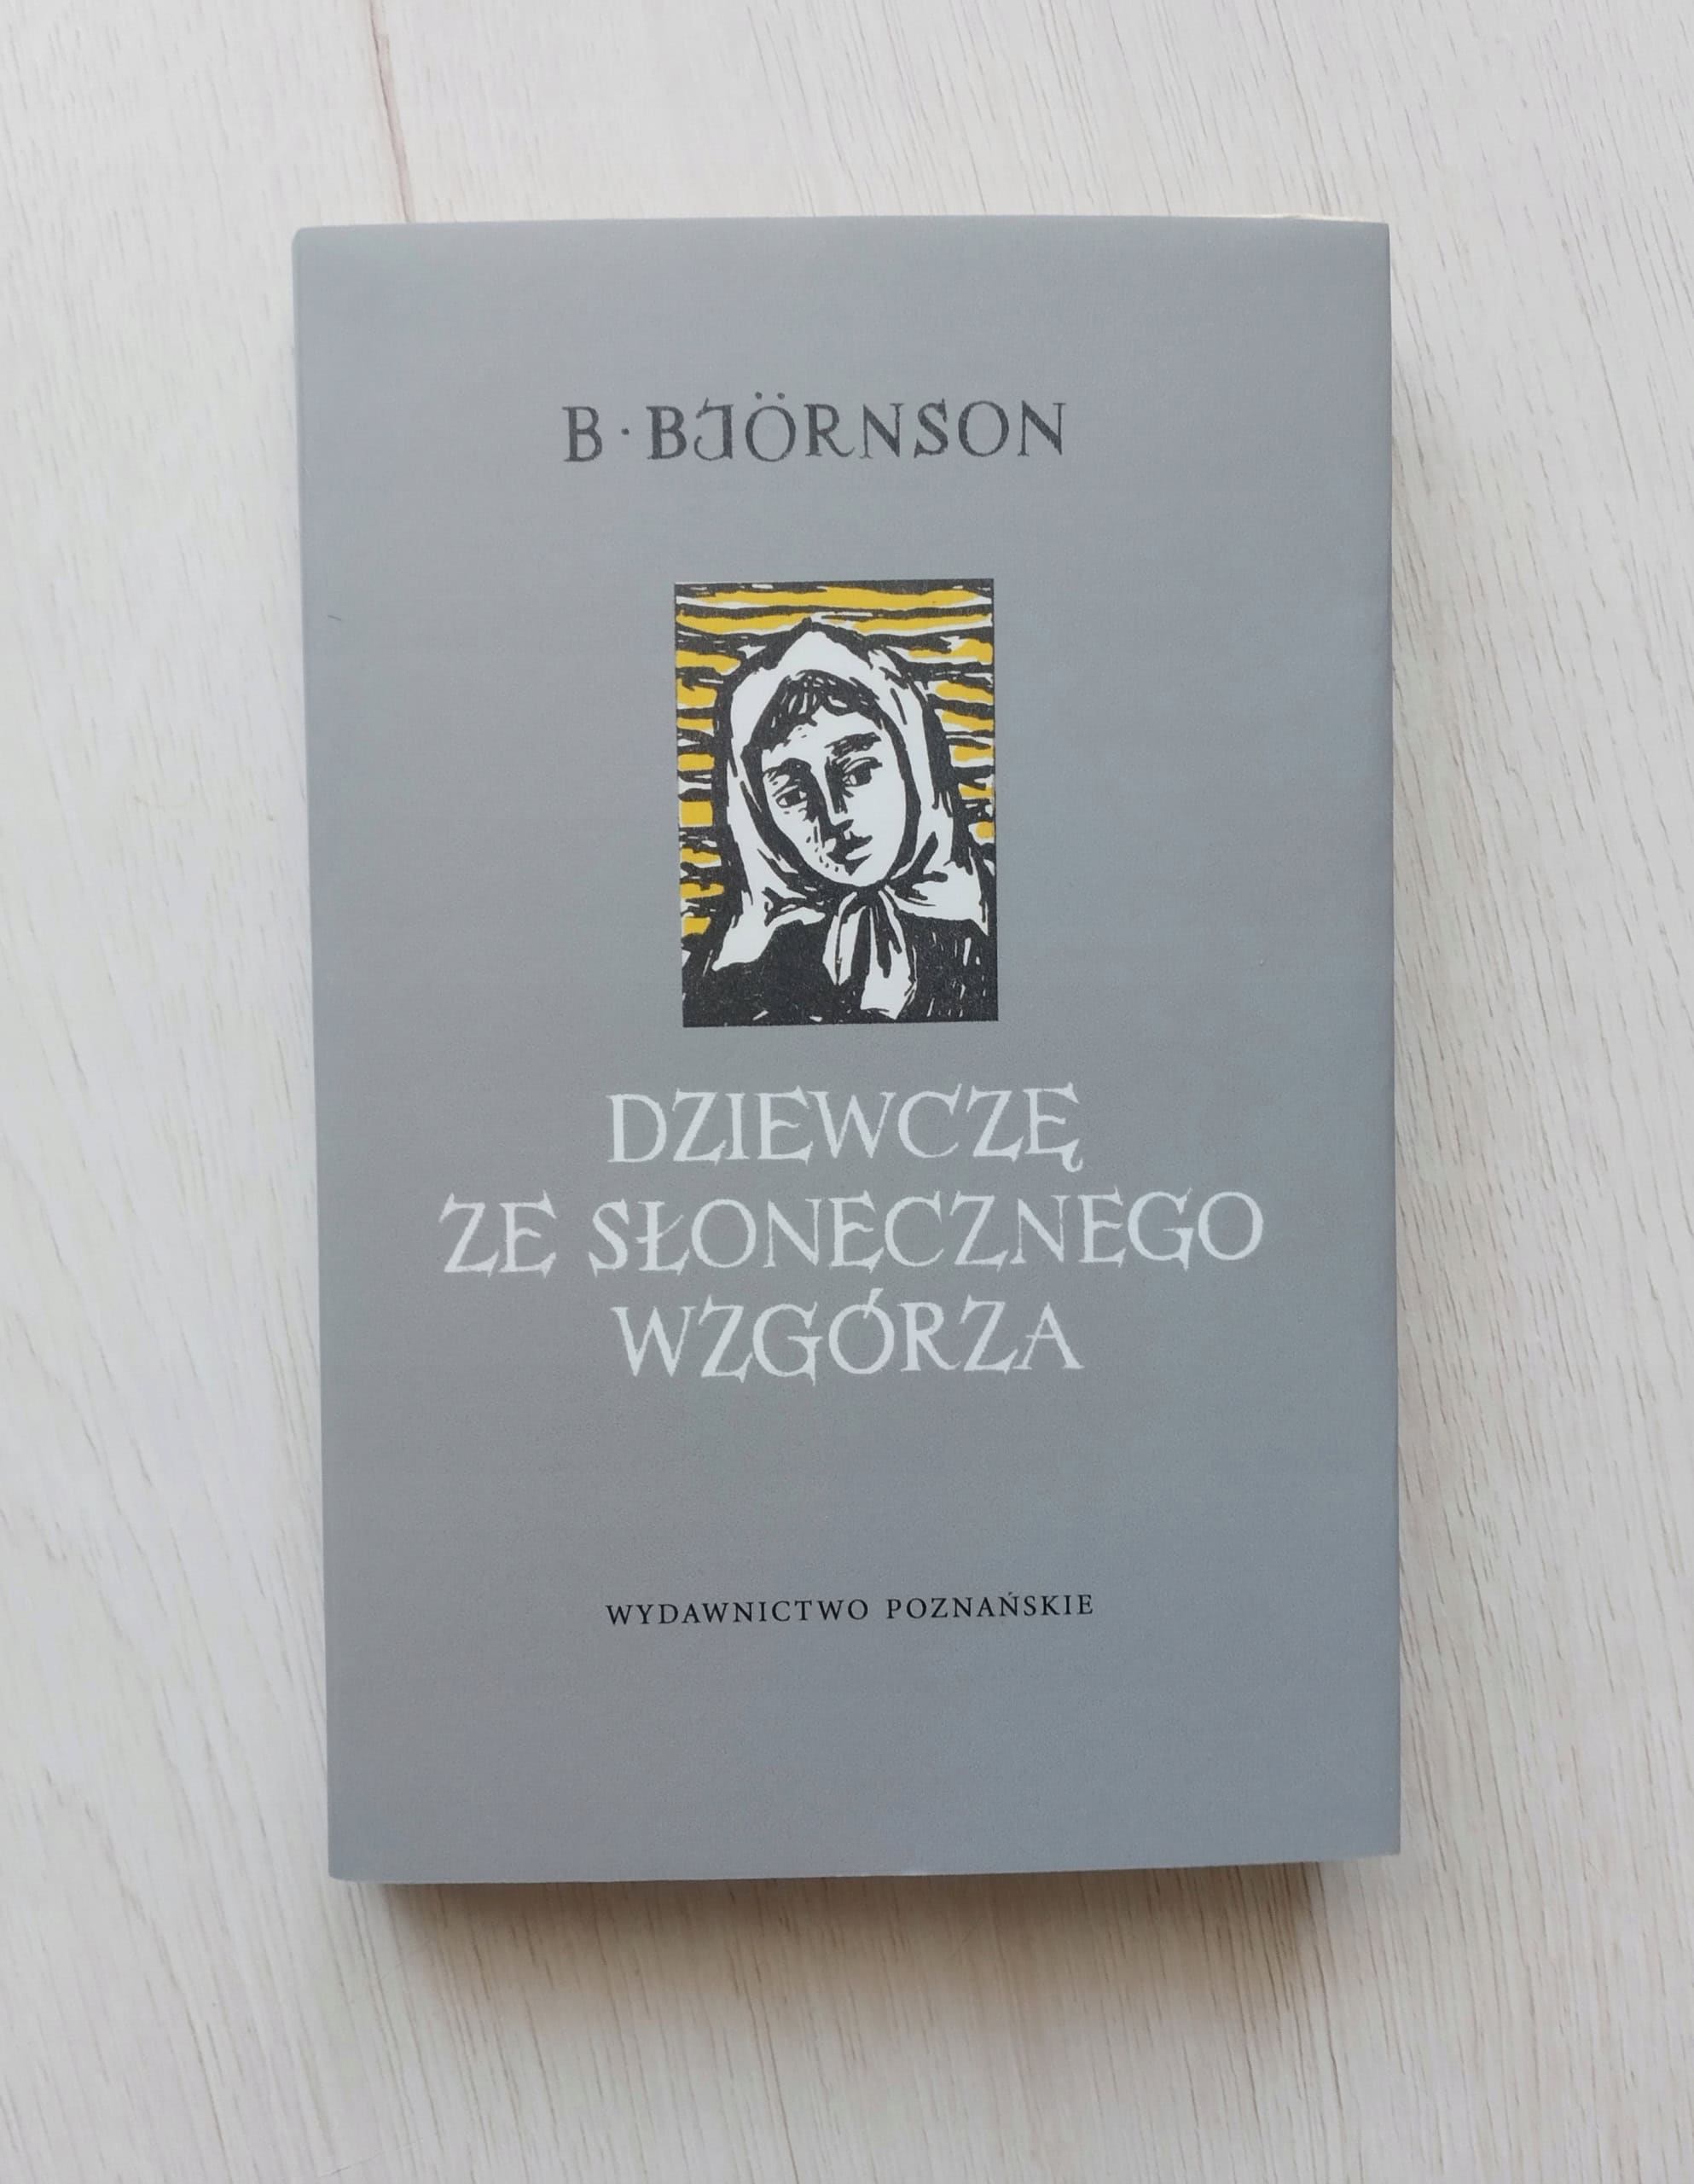 B · BJÖRNSON
DZIEWCZĘ
ZE SŁONECZNEGO
WZGÓRZA
WYDAWNICTWO POZNAŃSKIE